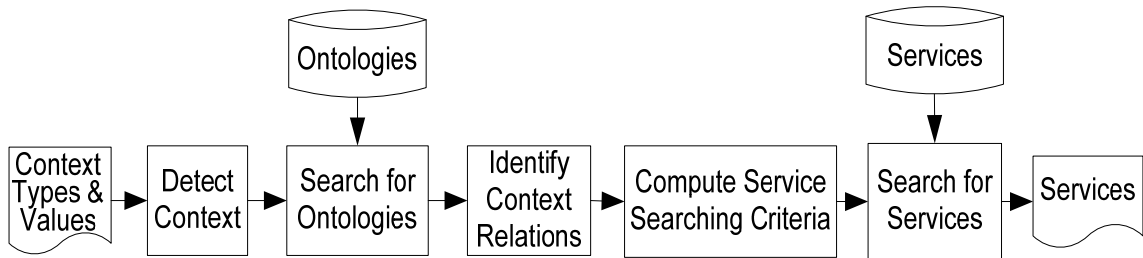 Ontologies
Services
Context
Types &
Values
Detect
Context
Search for
Ontologies
Identify
Context
Relations
Compute Service
Searching Criteria
Search for
Services
Services